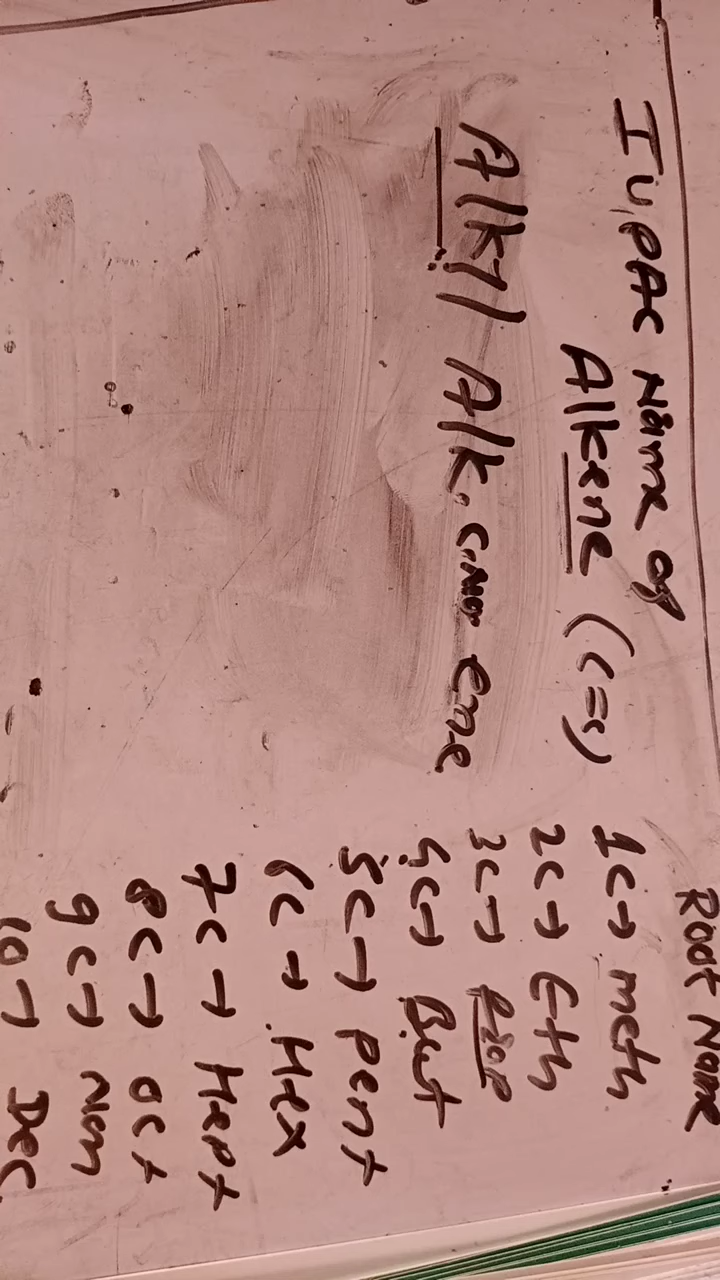 IUPAC Name of
Alkene (C=C)
Alkyl Alk. C.No ene
Root Name
1C→ meth
2C→ Eth
3C→ Prop
4C→ But
5C→ Pent
6C→ Hex
7C→ Hept
8C→ oct
9C→ Non
10→ Dec